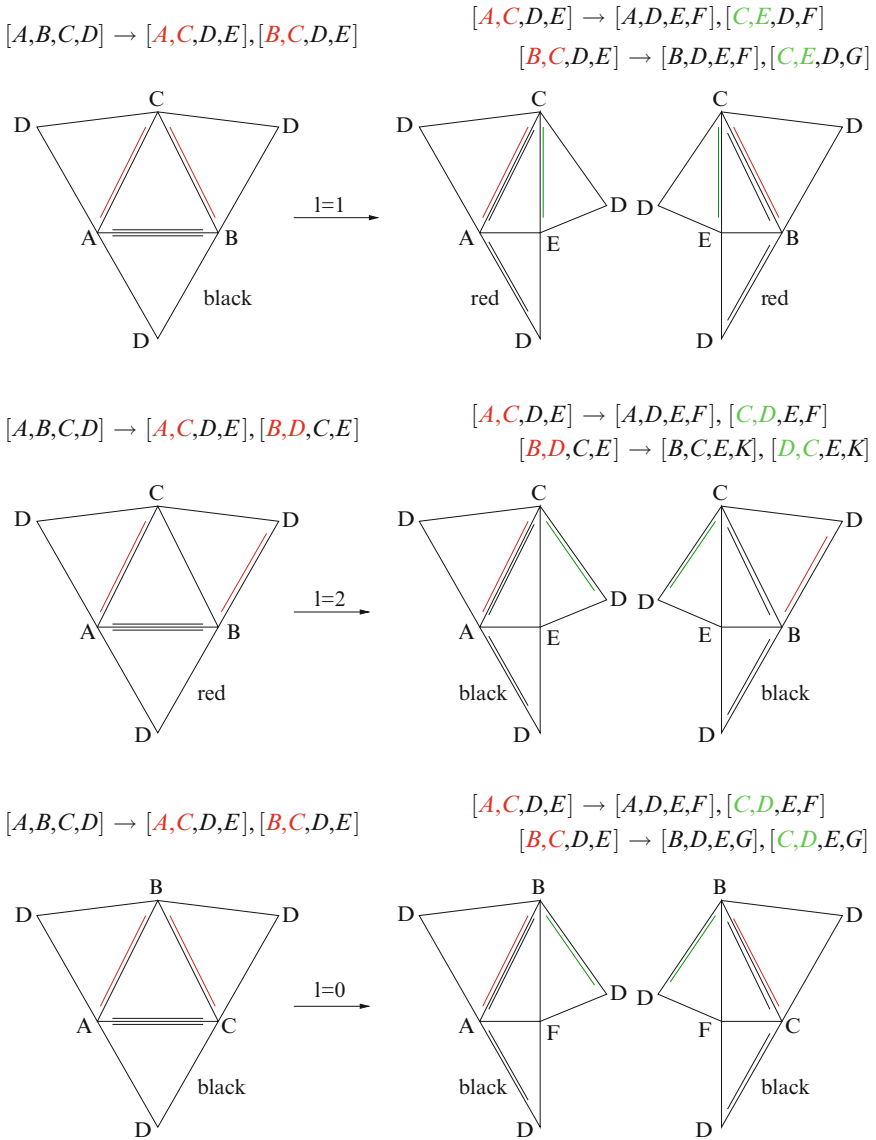 [A,B,C,D] → [A,C,D,E],[B,C,D,E]
[A,C,D,E] → [A,D,E,F],[C,E,D,F]
[B,C,D,E] → [B,D,E,F],[C,E,D,G]
C C C
D D D D
l=1
A B A E D D E B
black red red
D D D
[A,B,C,D] → [A,C,D,E],[B,D,C,E]
[A,C,D,E] → [A,D,E,F], [C,D,E,F]
[B,D,C,E] → [B,C,E,K], [D,C,E,K]
C C C
D D D D
l=2
A B A E D D E B
red black black
D D D
[A,B,C,D] → [A,C,D,E],[B,C,D,E]
[A,C,D,E] → [A,D,E,F], [C,D,E,F]
[B,C,D,E] → [B,D,E,G],[C,D,E,G]
B B B
D D D D
l=0
A C A F D D F C
black black black
D D D